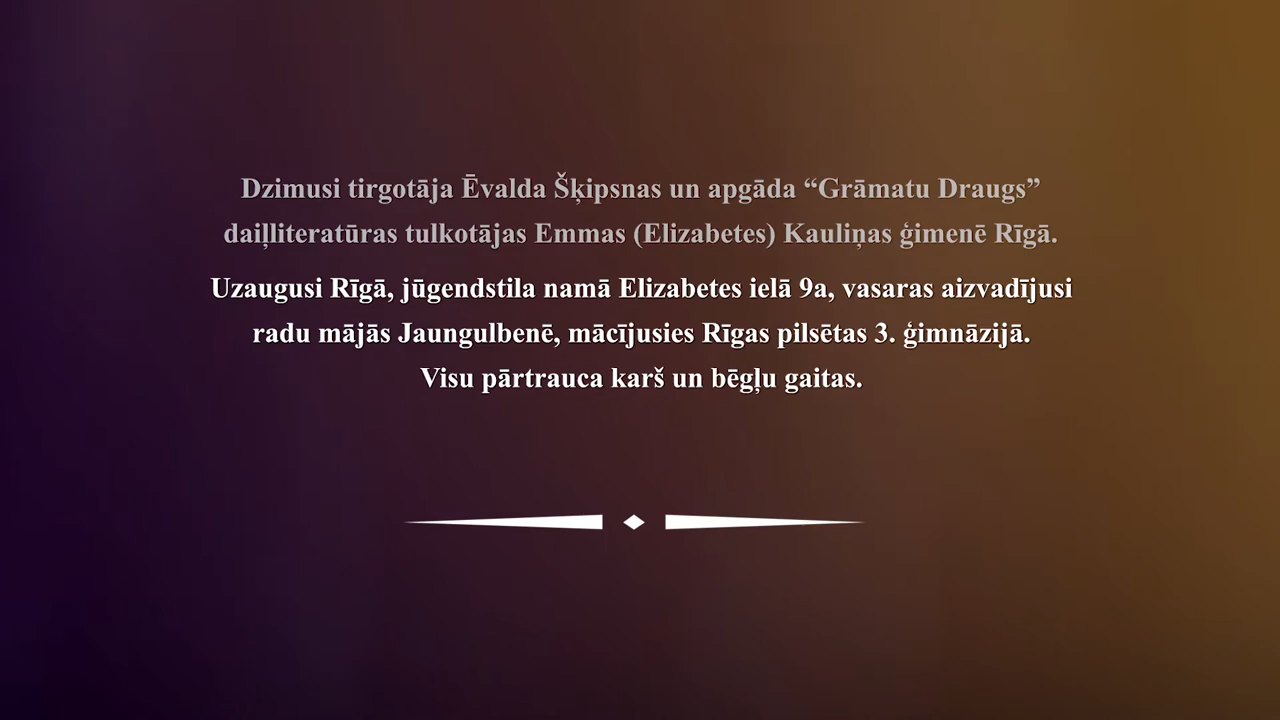 Dzimusi tirgotāja Ēvalda Šķipsnas un apgāda “Grāmatu Draugs”
daiļliteratūras tulkotājas Emmas (Elizabetes) Kauliņas ģimenē Rīgā.
Uzaugusi Rīgā, jūgendstila namā Elizabetes ielā 9a, vasaras aizvadījusi
radu mājās Jaungulbenē, mācījusies Rīgas pilsētas 3. ģimnāzijā.
Visu pārtrauca karš un bēgļu gaitas.